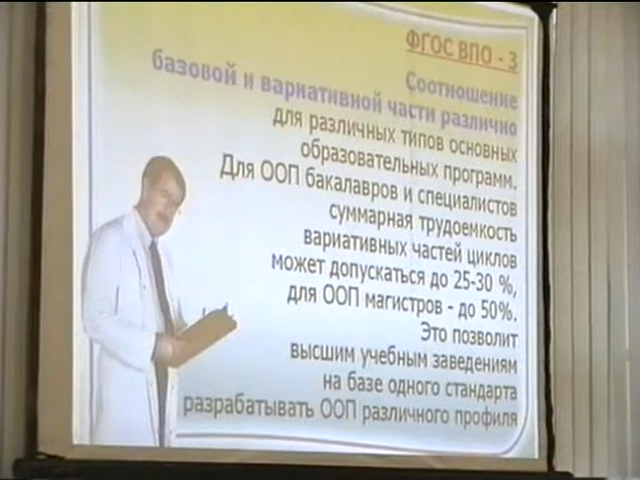 ФГОС ВПО - 3
Соотношение
базовой и вариативной части различно
для различных типов основных
образовательных программ.
Для ООП бакалавров и специалистов
суммарная трудоемкость
вариативных частей циклов
может допускаться до 25-30 %,
для ООП магистров - до 50%.
Это позволит
высшим учебным заведениям
на базе одного стандарта
разрабатывать ООП различного профиля